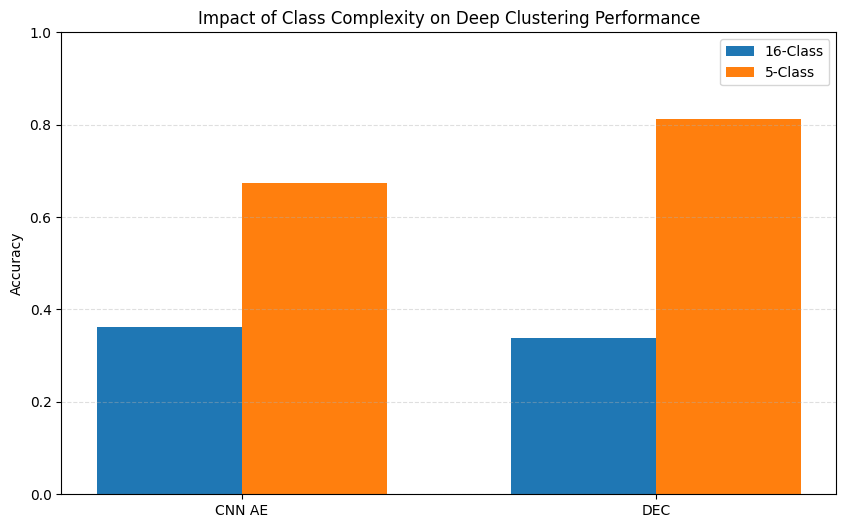 Impact of Class Complexity on Deep Clustering Performance
16-Class
5-Class
Accuracy
1.0
0.8
0.6
0.4
0.2
0.0
CNN AE
DEC